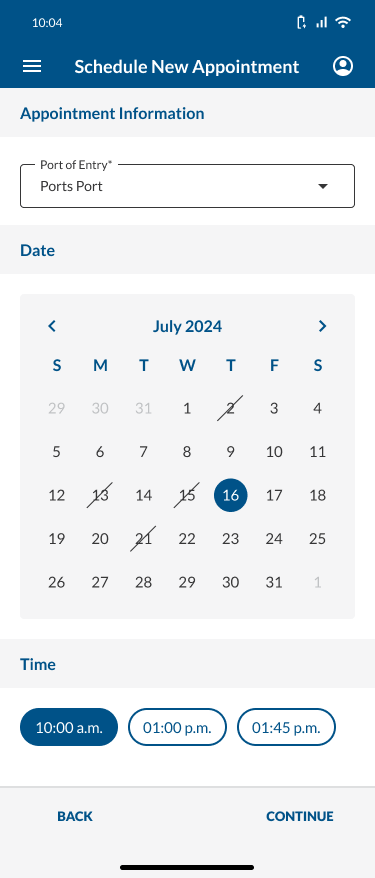 10:04
Schedule New Appointment
Appointment Information
Port of Entry*
Ports Port
Date
July 2024
S M T W T F S
29 30 31 1 2 3 4
5 6 7 8 9 10 11
12 13 14 15 16 17 18
19 20 21 22 23 24 25
26 27 28 29 30 31 1
Time
10:00 a.m. 01:00 p.m. 01:45 p.m.
BACK CONTINUE